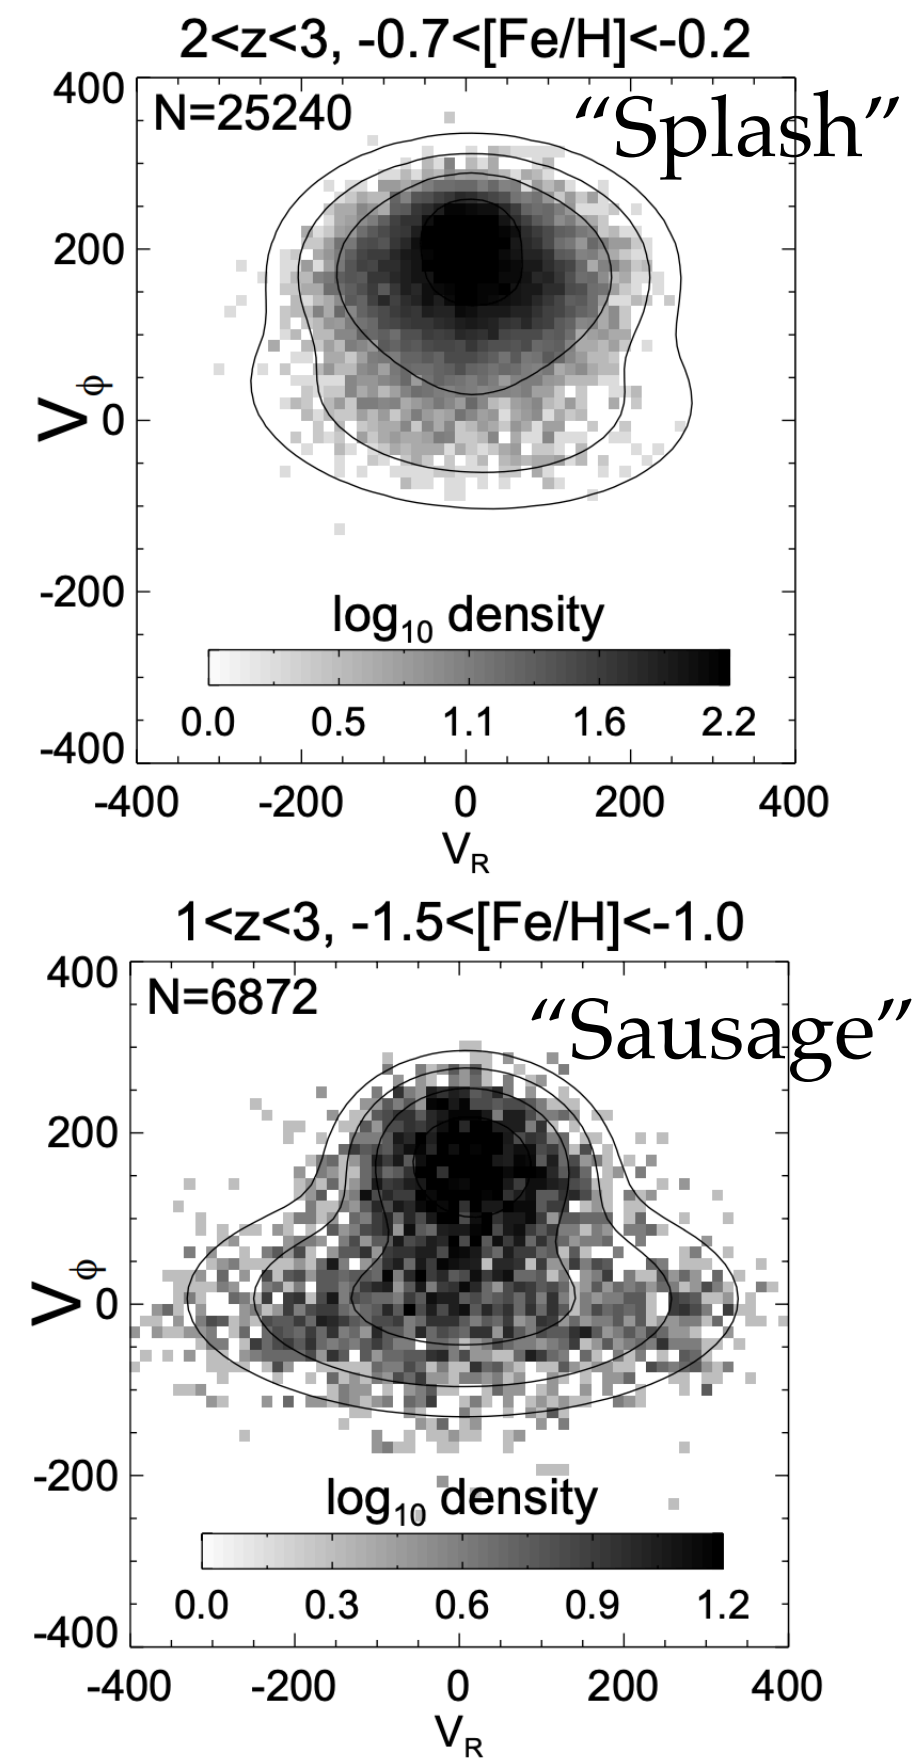 2<z<3, -0.7<[Fe/H]<-0.2
400
N=25240
“Splash”
200
Vϕ
0
-200
log₁₀ density
0.0 0.5 1.1 1.6 2.2
-400
-400 -200 0 200 400
V_R
1<z<3, -1.5<[Fe/H]<-1.0
400
N=6872
“Sausage”
200
Vϕ
0
-200
log₁₀ density
0.0 0.3 0.6 0.9 1.2
-400
-400 -200 0 200 400
V_R